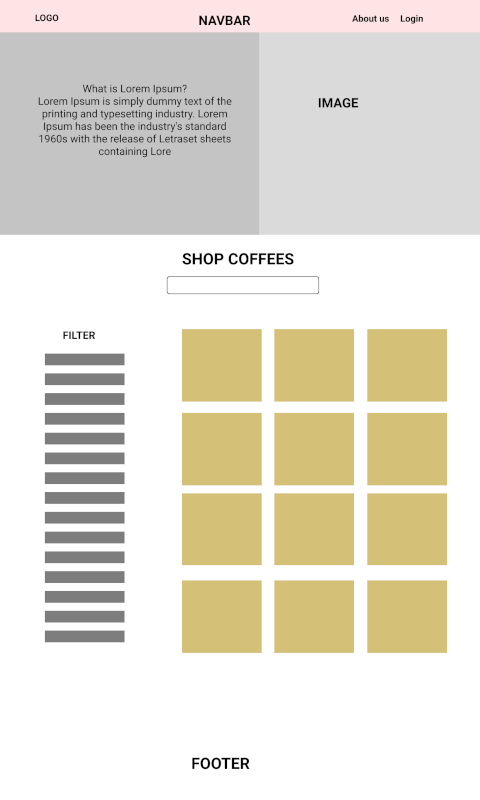 LOGO
NAVBAR
About us
Login
What is Lorem Ipsum?
Lorem Ipsum is simply dummy text of the
printing and typesetting industry. Lorem
Ipsum has been the industry's standard
1960s with the release of Letraset sheets
containing Lore
IMAGE
SHOP COFFEES
FILTER
FOOTER